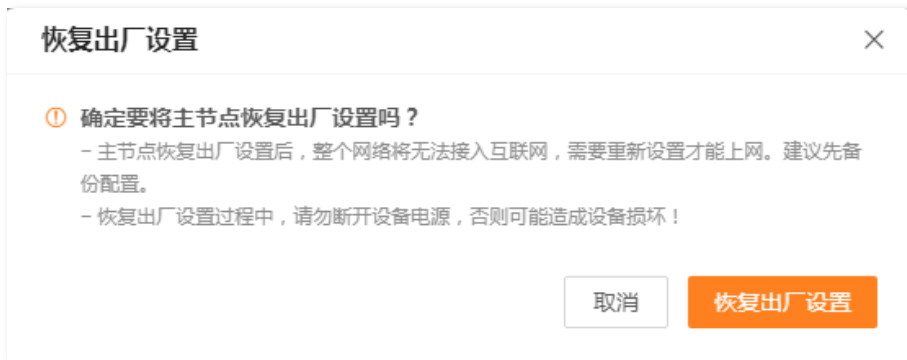 恢复出厂设置
确定要将主节点恢复出厂设置吗？
- 主节点恢复出厂设置后，整个网络将无法接入互联网，需要重新设置才能上网。建议先备
份配置。
- 恢复出厂设置过程中，请勿断开设备电源，否则可能造成设备损坏！
取消
恢复出厂设置